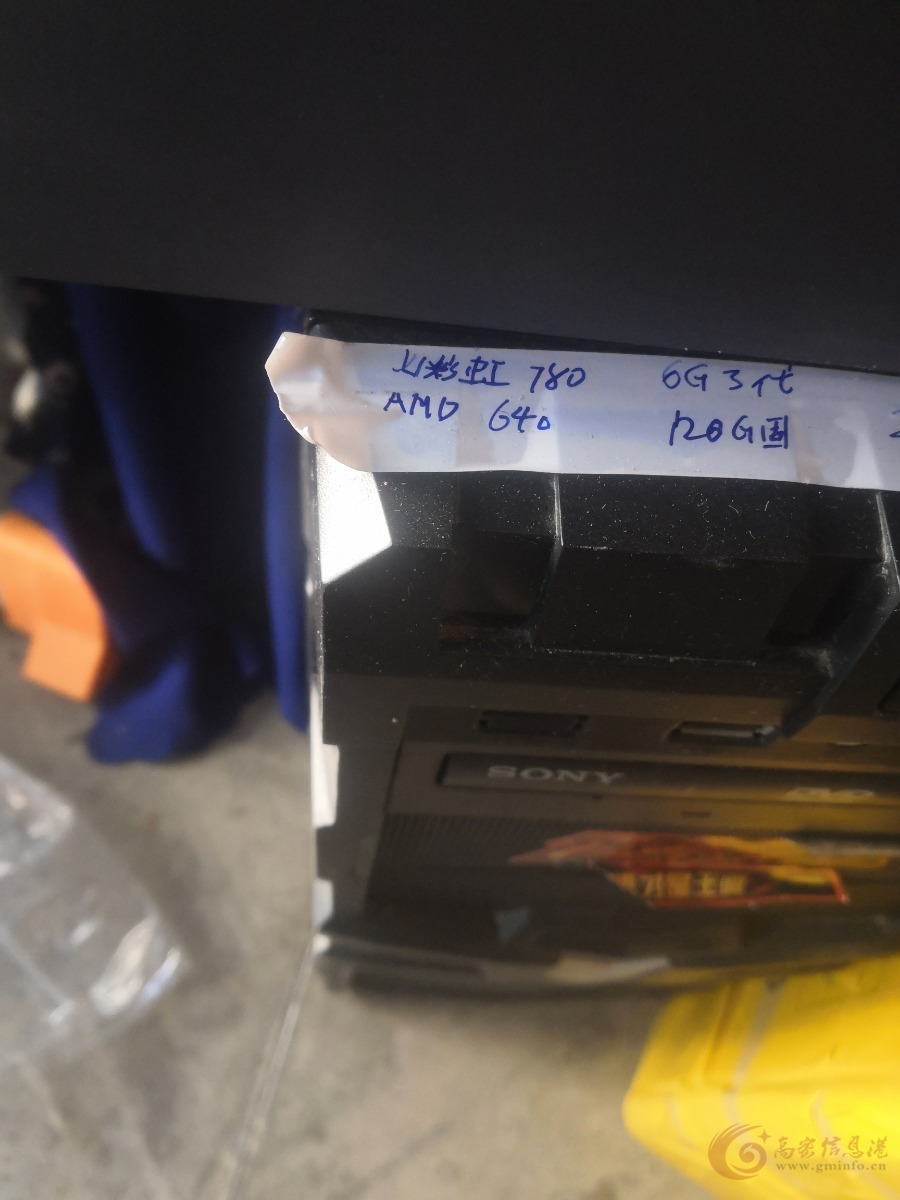 七彩虹 780 6G 3代
AMD 640 120G固
SONY
高密信息港
www.gminfo.cn